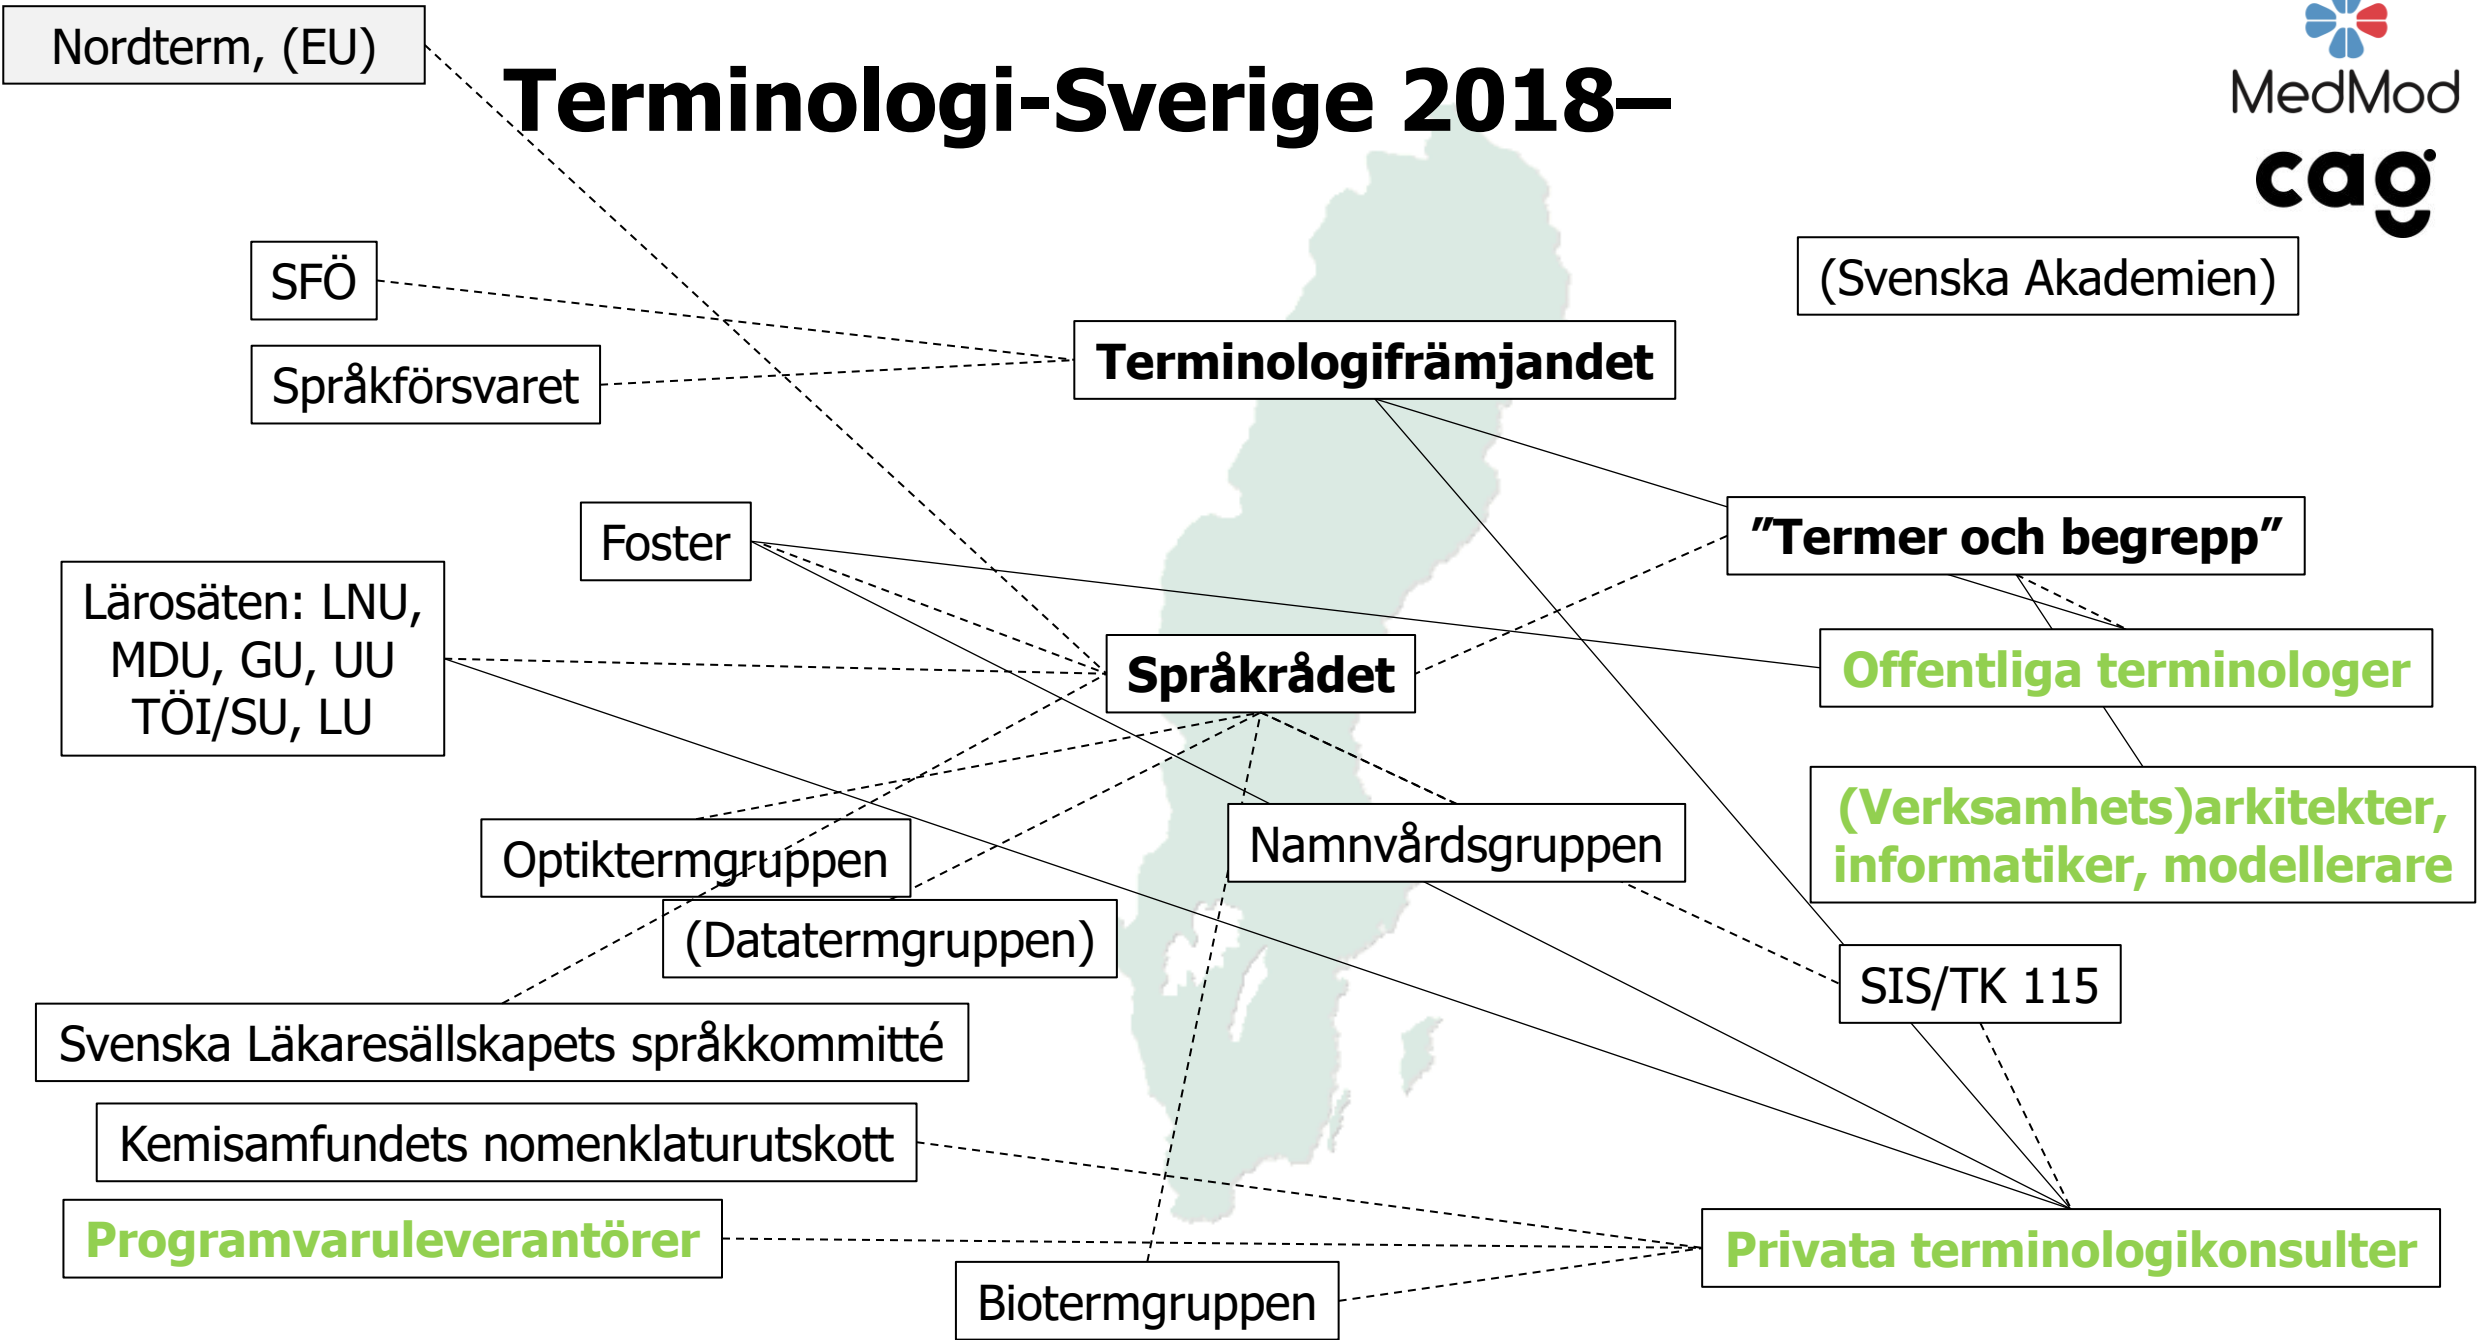 Nordterm, (EU)
Terminologi-Sverige 2018–
MedMod
cag
SFÖ
(Svenska Akademien)
Terminologifrämjandet
Språkförsvaret
Foster
”Termer och begrepp”
Lärosäten: LNU,
MDU, GU, UU
TÖI/SU, LU
Språkrådet
Offentliga terminologer
(Verksamhets)arkitekter,
informatiker, modellerare
Optiktermgruppen
Namnvårdsgruppen
(Datatermgruppen)
SIS/TK 115
Svenska Läkaresällskapets språkkommitté
Kemisamfundets nomenklaturutskott
Programvaruleverantörer
Privata terminologikonsulter
Biotermgruppen